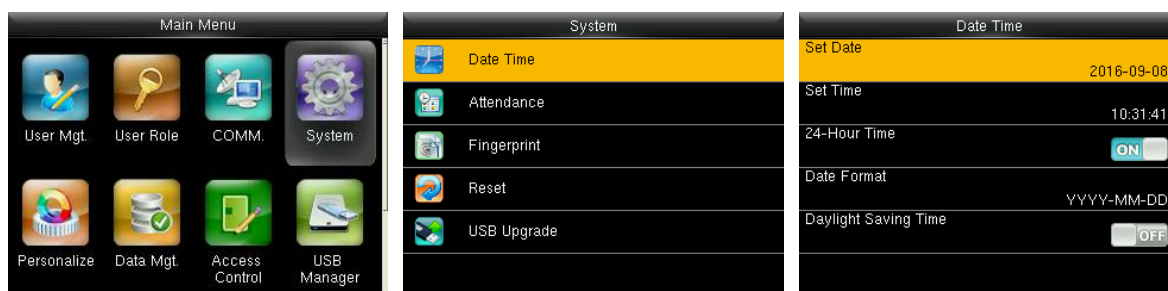 Main Menu
User Mgt.
User Role
COMM.
System
Personalize
Data Mgt.
Access
Control
USB
Manager
System
Date Time
Attendance
Fingerprint
Reset
USB Upgrade
Date Time
Set Date
2016-09-08
Set Time
10:31:41
24-Hour Time
ON
Date Format
YYYY-MM-DD
Daylight Saving Time
OFF